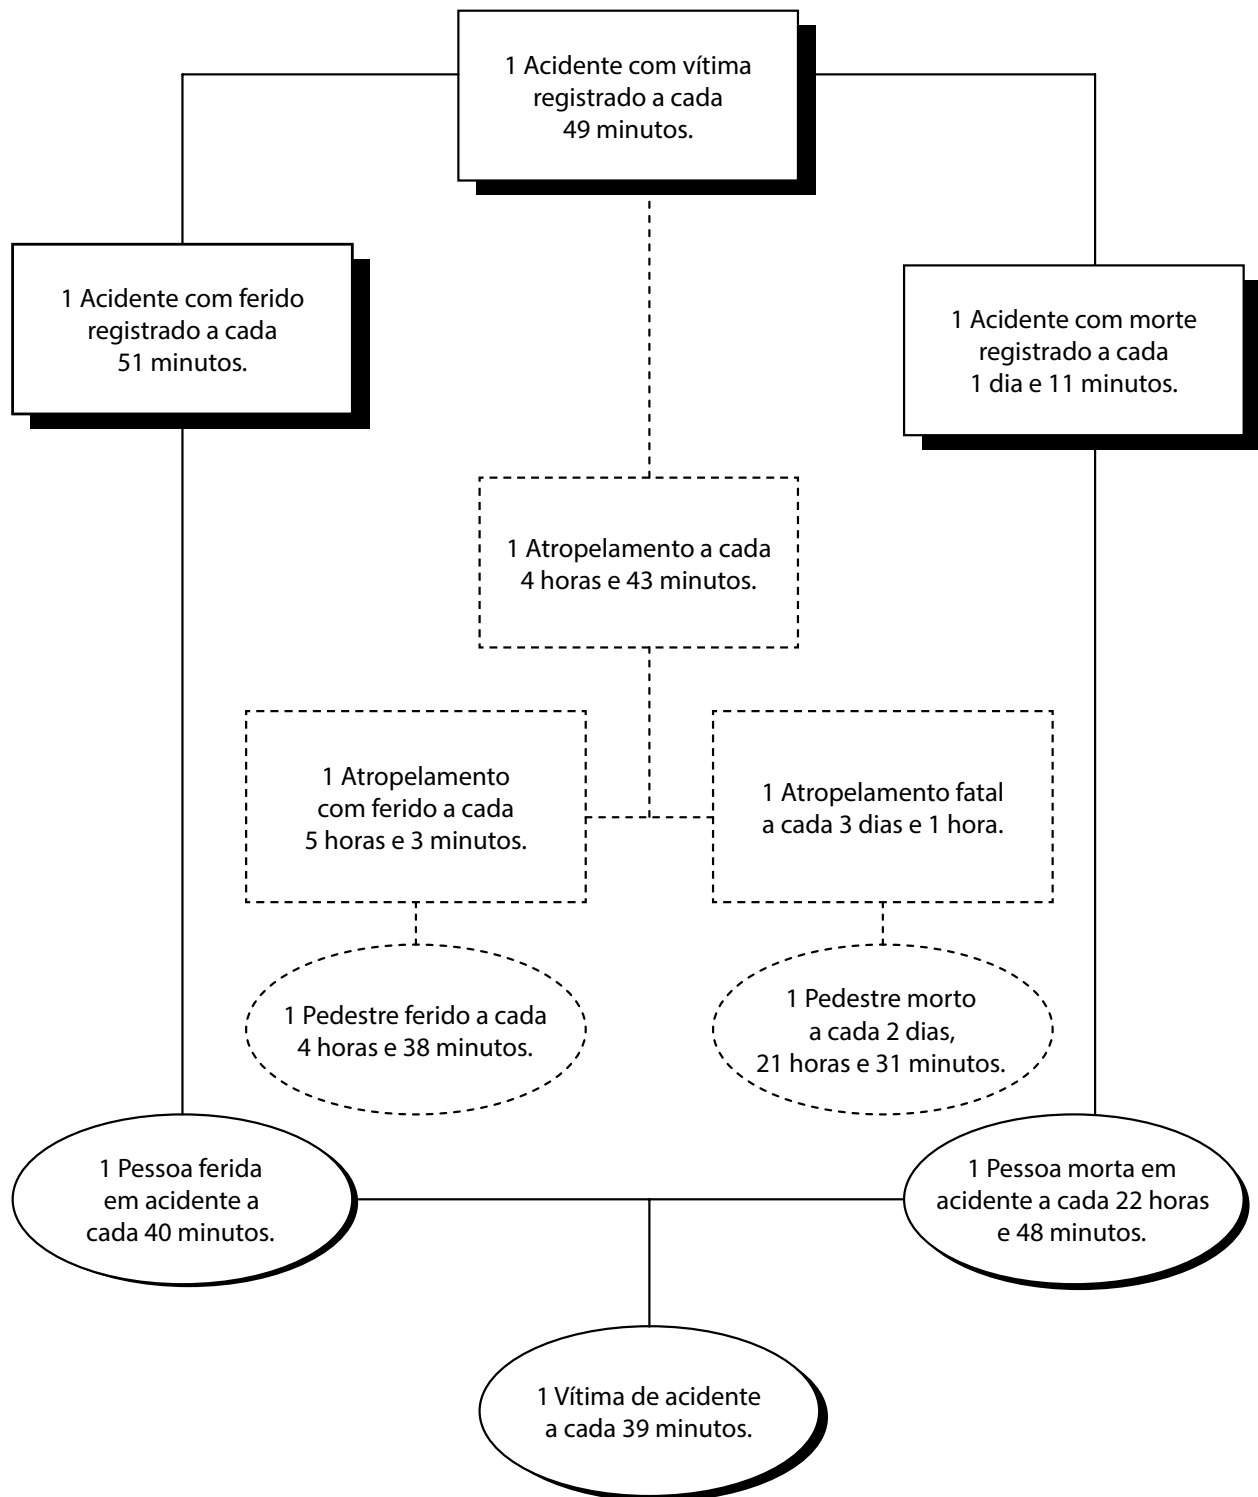 1 Acidente com vítima
registrado a cada
49 minutos.
1 Acidente com ferido
registrado a cada
51 minutos.
1 Acidente com morte
registrado a cada
1 dia e 11 minutos.
1 Atropelamento a cada
4 horas e 43 minutos.
1 Atropelamento
com ferido a cada
5 horas e 3 minutos.
1 Atropelamento fatal
a cada 3 dias e 1 hora.
1 Pedestre ferido a cada
4 horas e 38 minutos.
1 Pedestre morto
a cada 2 dias,
21 horas e 31 minutos.
1 Pessoa ferida
em acidente a
cada 40 minutos.
1 Pessoa morta em
acidente a cada 22 horas
e 48 minutos.
1 Vítima de acidente
a cada 39 minutos.